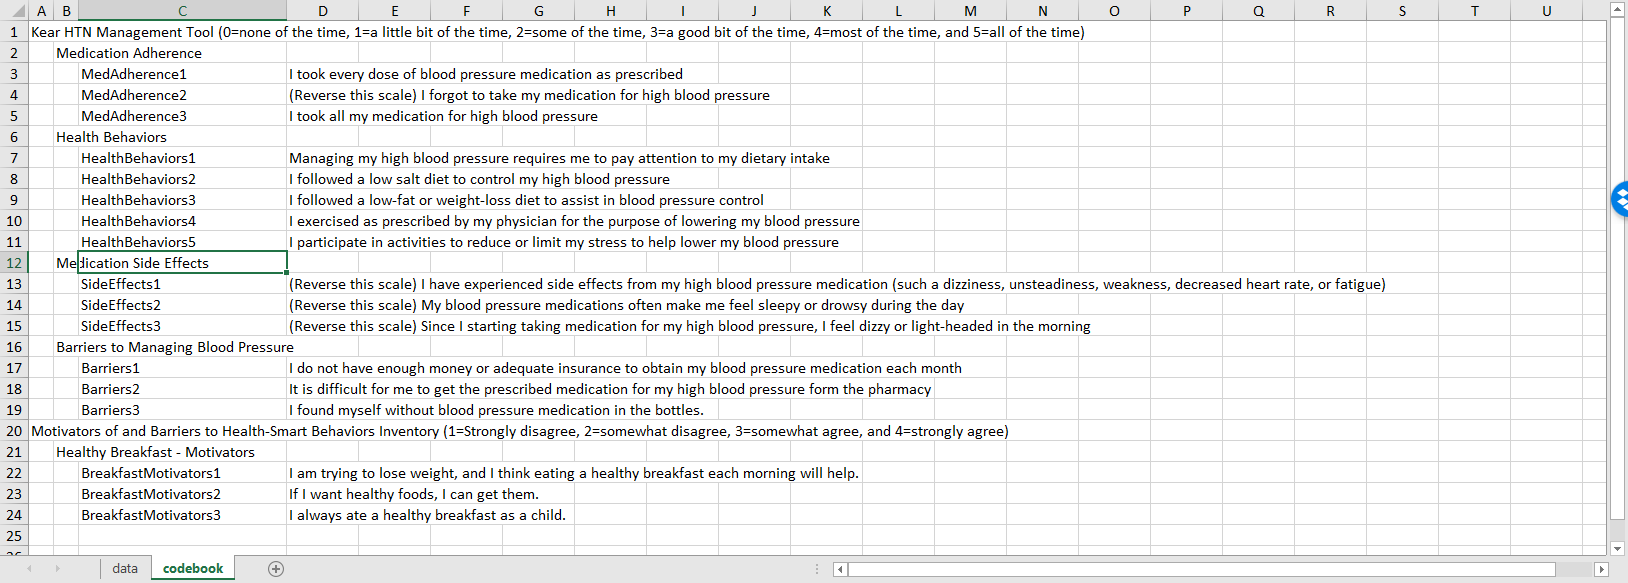 A B C D E F G H I J K L M N O P Q R S T U
1 Kear HTN Management Tool (0=none of the time, 1=a little bit of the time, 2=some of the time, 3=a good bit of the time, 4=most of the time, and 5=all of the time)
2 Medication Adherence
3 MedAdherence1 I took every dose of blood pressure medication as prescribed
4 MedAdherence2 (Reverse this scale) I forgot to take my medication for high blood pressure
5 MedAdherence3 I took all my medication for high blood pressure
6 Health Behaviors
7 HealthBehaviors1 Managing my high blood pressure requires me to pay attention to my dietary intake
8 HealthBehaviors2 I followed a low salt diet to control my high blood pressure
9 HealthBehaviors3 I followed a low-fat or weight-loss diet to assist in blood pressure control
10 HealthBehaviors4 I exercised as prescribed by my physician for the purpose of lowering my blood pressure
11 HealthBehaviors5 I participate in activities to reduce or limit my stress to help lower my blood pressure
12 Medication Side Effects
13 SideEffects1 (Reverse this scale) I have experienced side effects from my high blood pressure medication (such a dizziness, unsteadiness, weakness, decreased heart rate, or fatigue)
14 SideEffects2 (Reverse this scale) My blood pressure medications often make me feel sleepy or drowsy during the day
15 SideEffects3 (Reverse this scale) Since I starting taking medication for my high blood pressure, I feel dizzy or light-headed in the morning
16 Barriers to Managing Blood Pressure
17 Barriers1 I do not have enough money or adequate insurance to obtain my blood pressure medication each month
18 Barriers2 It is difficult for me to get the prescribed medication for my high blood pressure form the pharmacy
19 Barriers3 I found myself without blood pressure medication in the bottles.
20 Motivators of and Barriers to Health-Smart Behaviors Inventory (1=Strongly disagree, 2=somewhat disagree, 3=somewhat agree, and 4=strongly agree)
21 Healthy Breakfast - Motivators
22 BreakfastMotivators1 I am trying to lose weight, and I think eating a healthy breakfast each morning will help.
23 BreakfastMotivators2 If I want healthy foods, I can get them.
24 BreakfastMotivators3 I always ate a healthy breakfast as a child.
25
data codebook